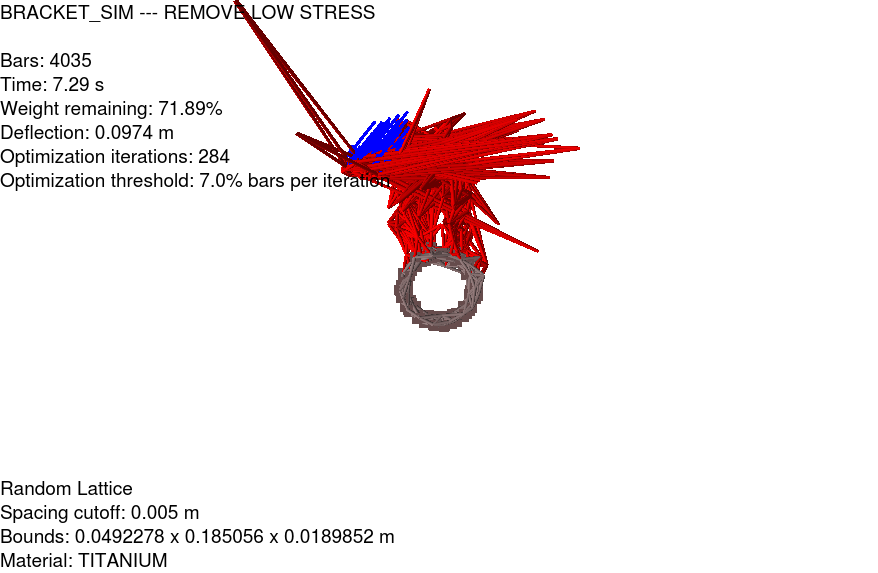 BRACKET_SIM --- REMOVE LOW STRESS
Bars: 4035
Time: 7.29 s
Weight remaining: 71.89%
Deflection: 0.0974 m
Optimization iterations: 284
Optimization threshold: 7.0% bars per iteration
Random Lattice
Spacing cutoff: 0.005 m
Bounds: 0.0492278 x 0.185056 x 0.0189852 m
Material: TITANIUM